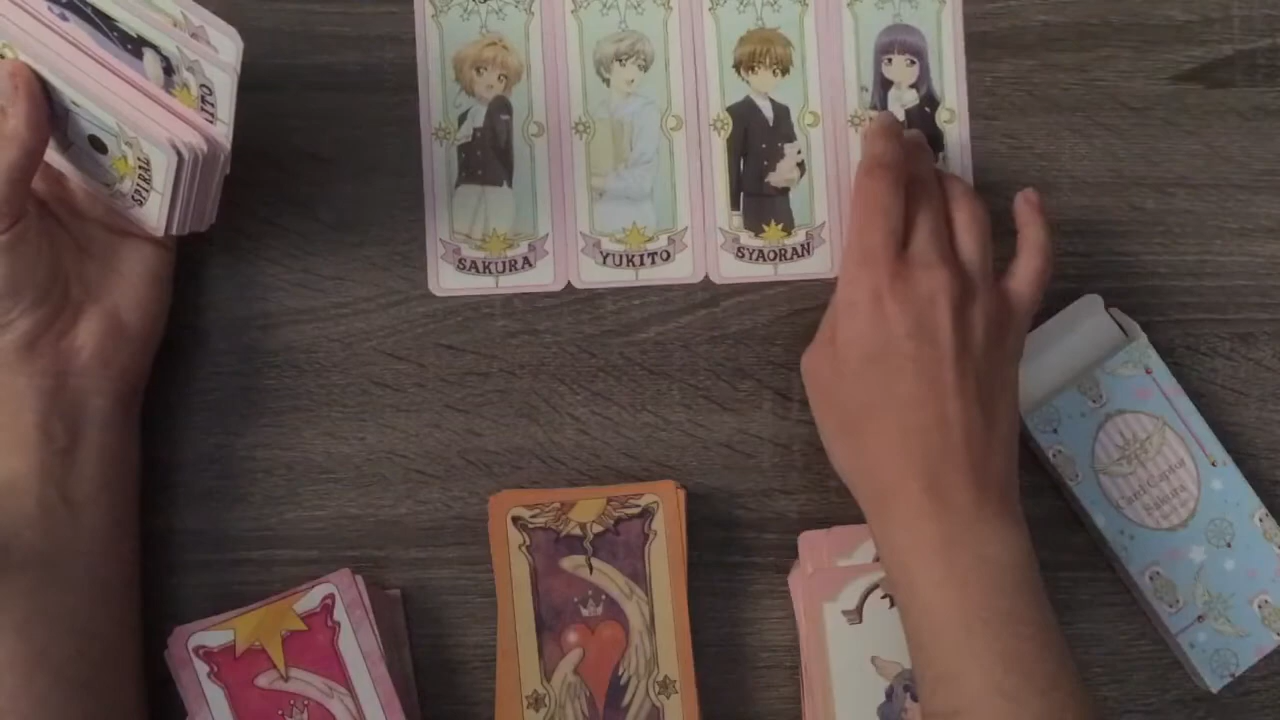 SAKURA
YUKITO
SYAORAN
SPIRAL
Card Captor
Sakura